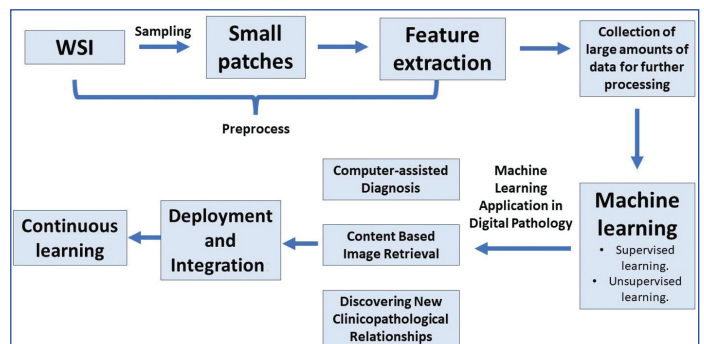 WSI
Sampling
Small
patches
Feature
extraction
Collection of
large amounts of
data for further
processing
Preprocess
Machine
learning
• Supervised
learning.
• Unsupervised
learning.
Machine
Learning
Application in
Digital Pathology
Computer-assisted
Diagnosis
Content Based
Image Retrieval
Discovering New
Clinicopathological
Relationships
Deployment
and
Integration
Continuous
learning